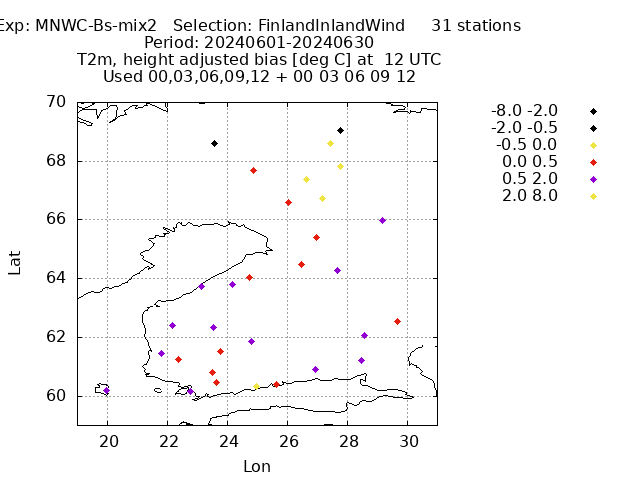 Exp: MNWC-Bs-mix2 Selection: FinlandInlandWind 31 stations
Period: 20240601-20240630
T2m, height adjusted bias [deg C] at 12 UTC
Used 00,03,06,09,12 + 00 03 06 09 12
70
68
66
64
62
60
Lat
20 22 24 26 28 30
Lon
-8.0 -2.0
-2.0 -0.5
-0.5 0.0
0.0 0.5
0.5 2.0
2.0 8.0